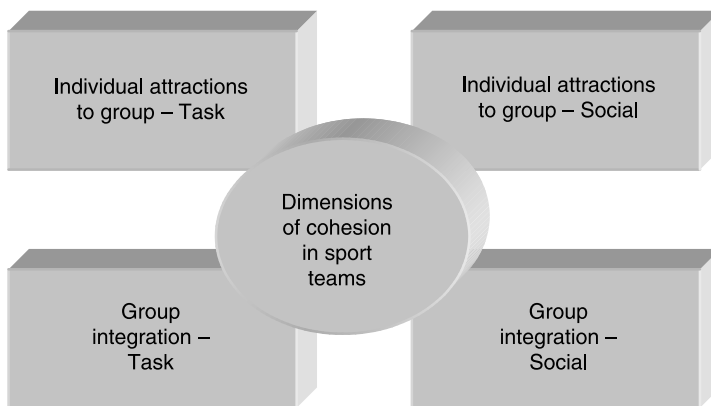 Individual attractions
to group – Task
Individual attractions
to group – Social
Dimensions
of cohesion
in sport
teams
Group
integration –
Task
Group
integration –
Social